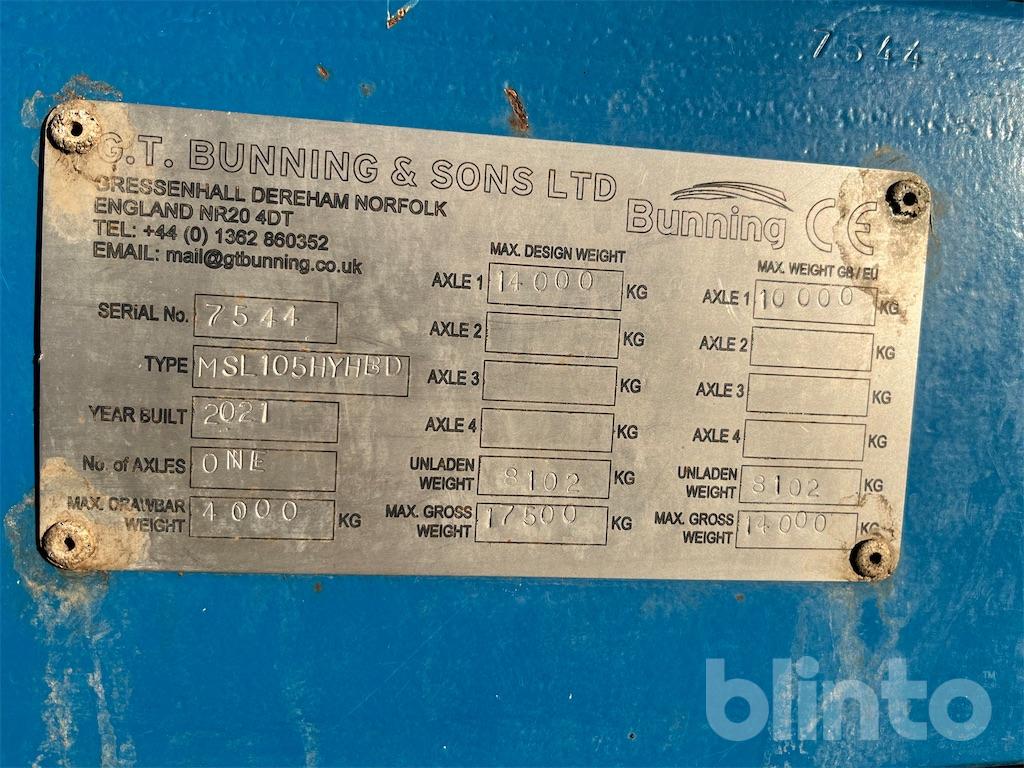 7544
G.T. BUNNING & SONS LTD
GRESSENHALL DEREHAM NORFOLK
ENGLAND NR20 4DT
TEL: +44 (0) 1362 860352
EMAIL: mail@gtbunning.co.uk
Bunning CE
SERIAL No. 7544
TYPE MSL105HYHBD
YEAR BUILT 2021
No. of AXLES ONE
MAX. DRAWBAR
WEIGHT 4000 KG
MAX. DESIGN WEIGHT
AXLE 1 14000 KG
AXLE 2 KG
AXLE 3 KG
AXLE 4 KG
UNLADEN
WEIGHT 8102 KG
MAX. GROSS
WEIGHT 17500 KG
MAX. WEIGHT GB / EU
AXLE 1 10000 KG
AXLE 2 KG
AXLE 3 KG
AXLE 4 KG
UNLADEN
WEIGHT 8102 KG
MAX. GROSS
WEIGHT 14000 KG
blinto™